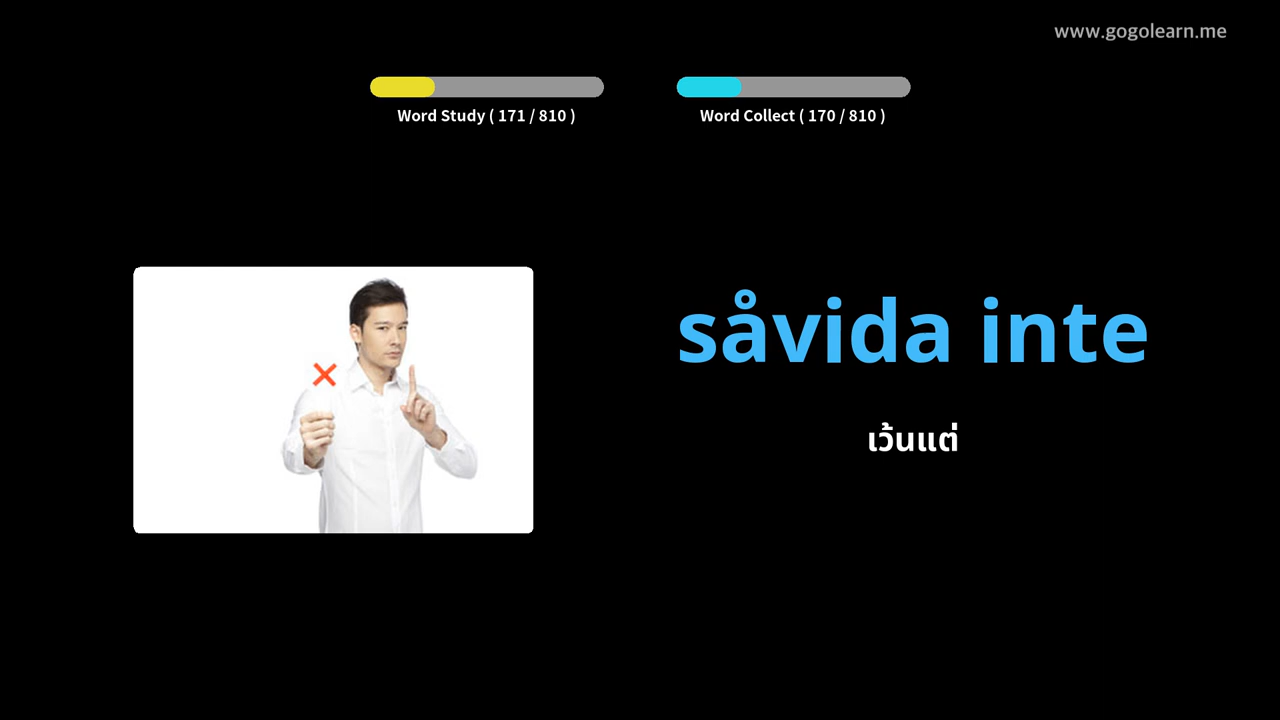 www.gogolearn.me
Word Study ( 171 / 810 )
Word Collect ( 170 / 810 )
såvida inte
เว้นแต่